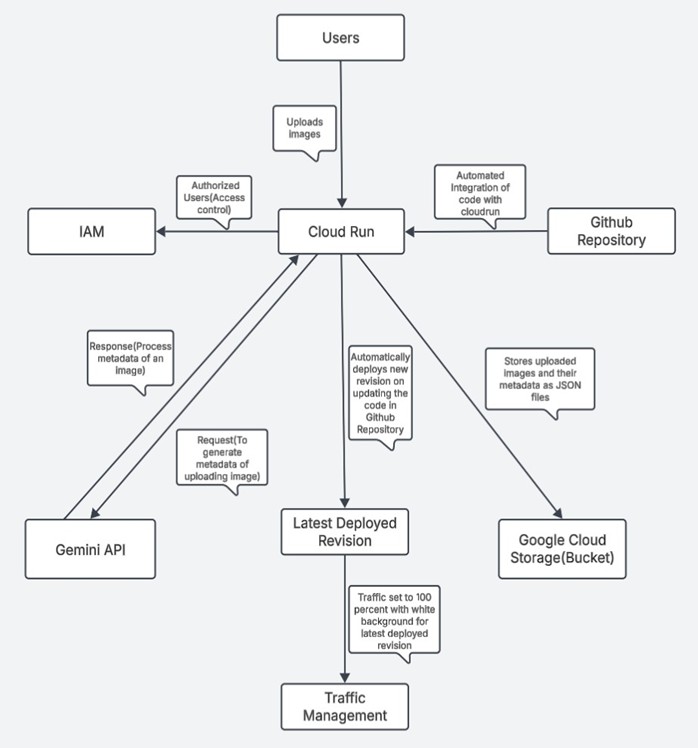 Users
Uploads
images
Authorized
Users(Access
control)
Automated
Integration of
code with
cloudrun
IAM
Cloud Run
Github
Repository
Response(Process
metadata of an
image)
Automatically
deploys new
revision on
updating the
code in
Github
Repository
Stores uploaded
images and their
metadata as JSON
files
Request(To
generate
metadata of
uploading image)
Gemini API
Latest Deployed
Revision
Google Cloud
Storage(Bucket)
Traffic set to 100
percent with white
background for
latest deployed
revision
Traffic
Management